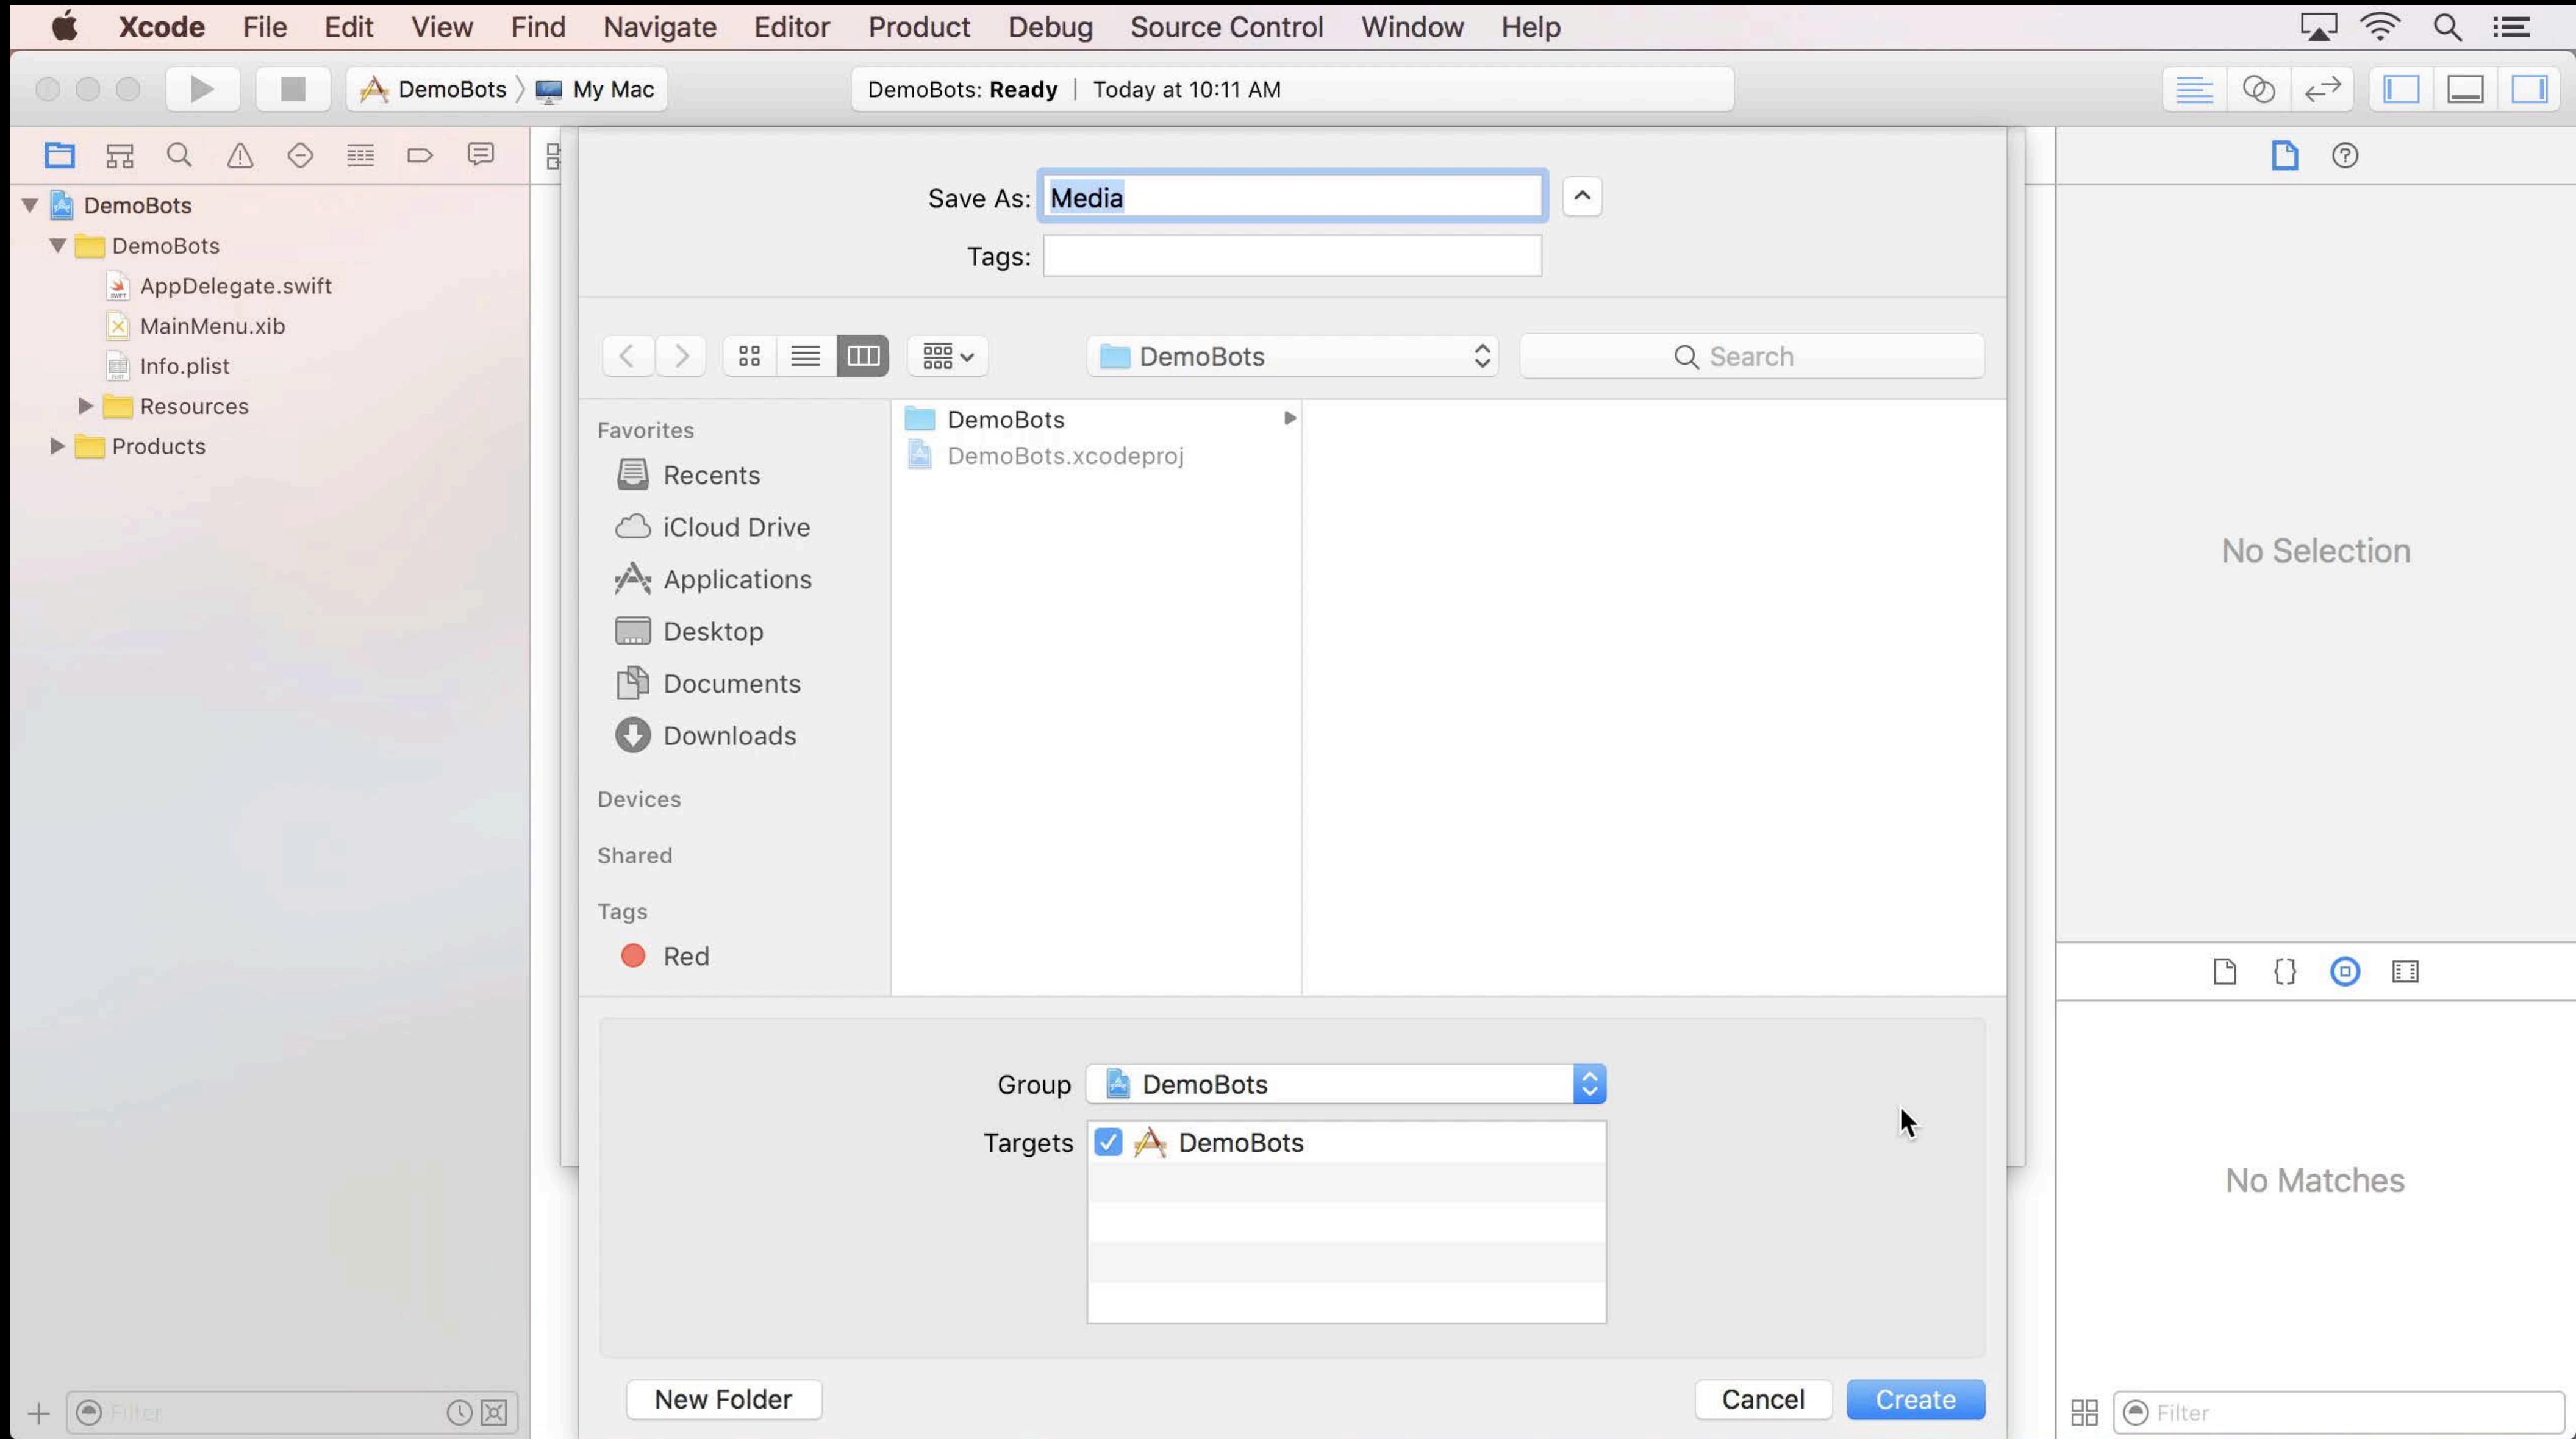 Xcode File Edit View Find Navigate Editor Product Debug Source Control Window Help
DemoBots My Mac
DemoBots: Ready | Today at 10:11 AM
DemoBots
DemoBots
AppDelegate.swift
MainMenu.xib
Info.plist
Resources
Products
Filter
Save As: Media
Tags:
DemoBots
Search
Favorites
Recents
iCloud Drive
Applications
Desktop
Documents
Downloads
Devices
Shared
Tags
Red
DemoBots
DemoBots.xcodeproj
Group DemoBots
Targets DemoBots
New Folder
Cancel
Create
No Selection
No Matches
Filter